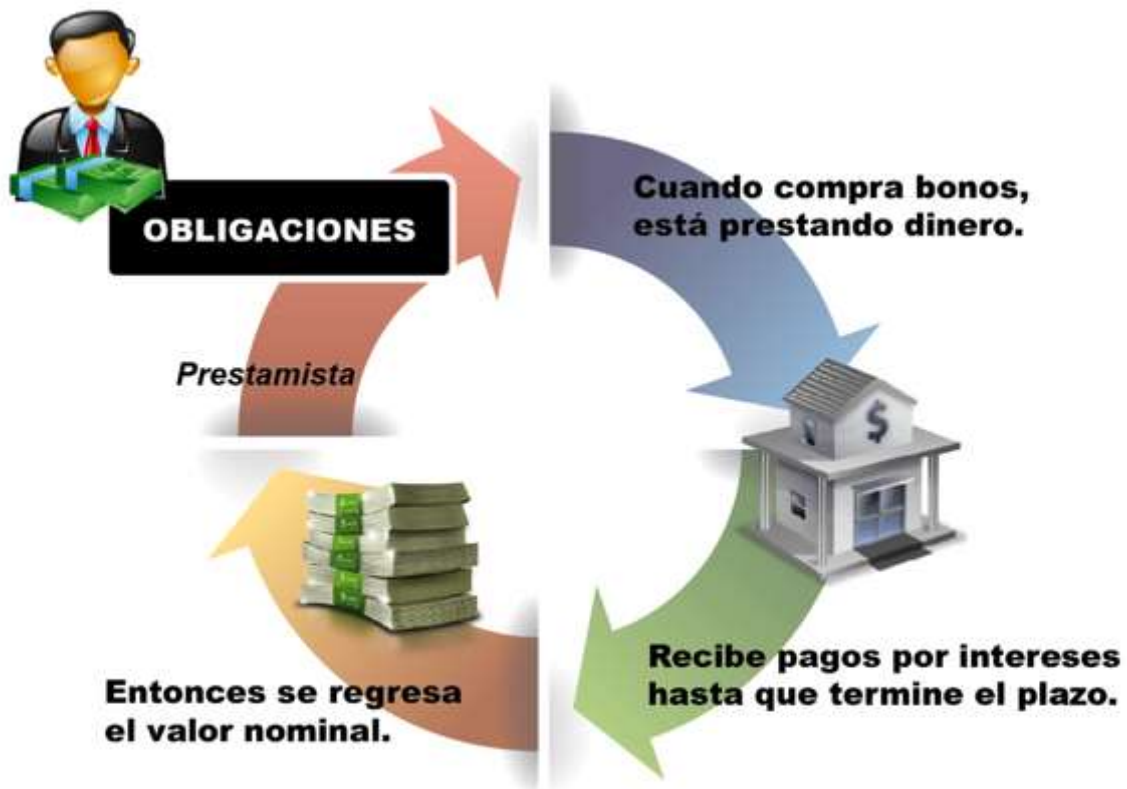 OBLIGACIONES
Prestamista
Cuando compra bonos,
está prestando dinero.
$
Recibe pagos por intereses
hasta que termine el plazo.
Entonces se regresa
el valor nominal.